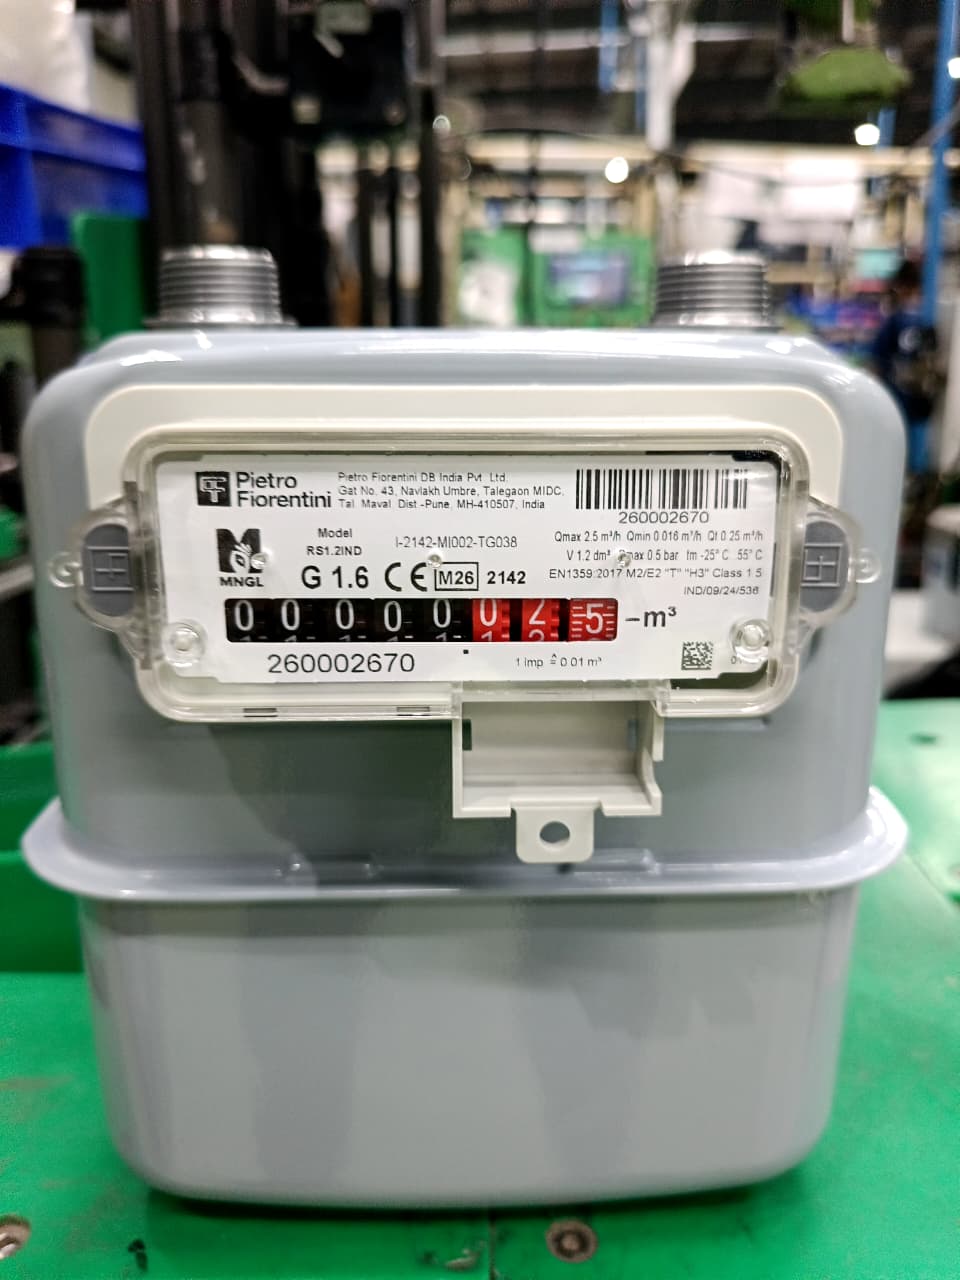 Pietro
Fiorentini
Pietro Fiorentini DB India Pvt. Ltd.
Gat No. 43, Navlakh Umbre, Talegaon MIDC,
Tal. Maval, Dist -Pune, MH-410507, India
260002670
MNGL
Model
RS1.2IND
I-2142-MI002-TG038
G 1.6 CE M26 2142
Qmax 2.5 m³/h Qmin 0.016 m³/h Qt 0.25 m³/h
V 1.2 dm³ Pmax 0.5 bar tm -25° C..55° C
EN1359:2017 M2/E2 "T" "H3" Class 1.5
IND/09/24/536
0 0 0 0 0 0 2 5 m³
260002670
1 imp ≙ 0.01 m³